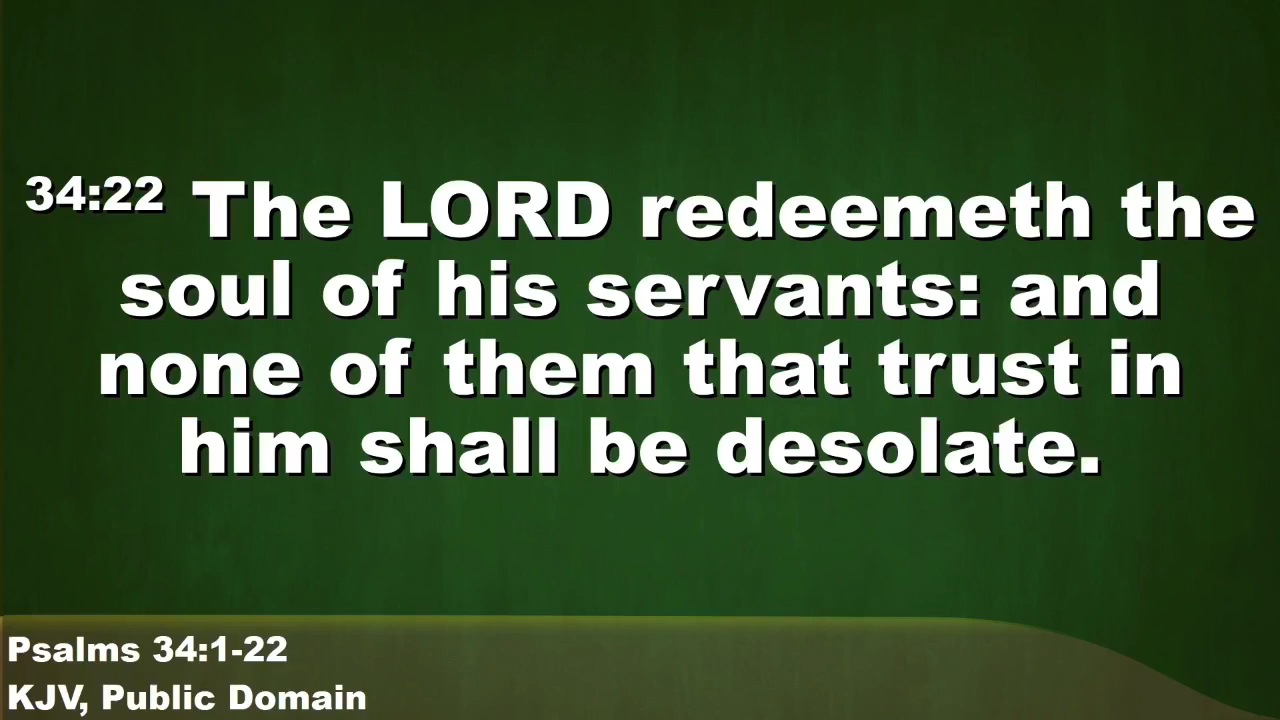 34:22 The LORD redeemeth the
soul of his servants: and
none of them that trust in
him shall be desolate.
Psalms 34:1-22
KJV, Public Domain